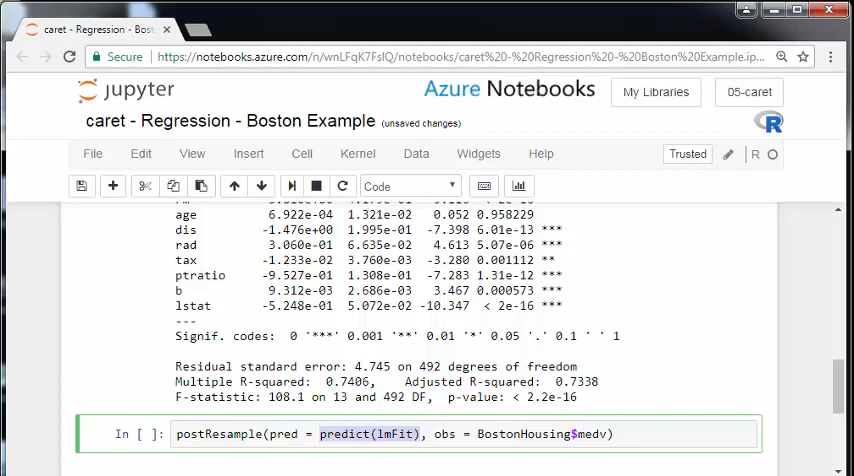 caret - Regression - Bost
Secure https://notebooks.azure.com/n/wnLFqK7FslQ/notebooks/caret%20-%20Regression%20-%20Boston%20Example.ip...
jupyter Azure Notebooks My Libraries 05-caret
caret - Regression - Boston Example (unsaved changes) R
File Edit View Insert Cell Kernel Data Widgets Help Trusted R
Code
age 6.922e-04 1.321e-02 0.052 0.958229
dis -1.476e+00 1.995e-01 -7.398 6.01e-13 ***
rad 3.060e-01 6.635e-02 4.613 5.07e-06 ***
tax -1.233e-02 3.760e-03 -3.280 0.001112 **
ptratio -9.527e-01 1.308e-01 -7.283 1.31e-12 ***
b 9.312e-03 2.686e-03 3.467 0.000573 ***
lstat -5.248e-01 5.072e-02 -10.347 < 2e-16 ***
---
Signif. codes: 0 '***' 0.001 '**' 0.01 '*' 0.05 '.' 0.1 ' ' 1
Residual standard error: 4.745 on 492 degrees of freedom
Multiple R-squared: 0.7406, Adjusted R-squared: 0.7338
F-statistic: 108.1 on 13 and 492 DF, p-value: < 2.2e-16
In [ ]: postResample(pred = predict(lmFit), obs = BostonHousing$medv)